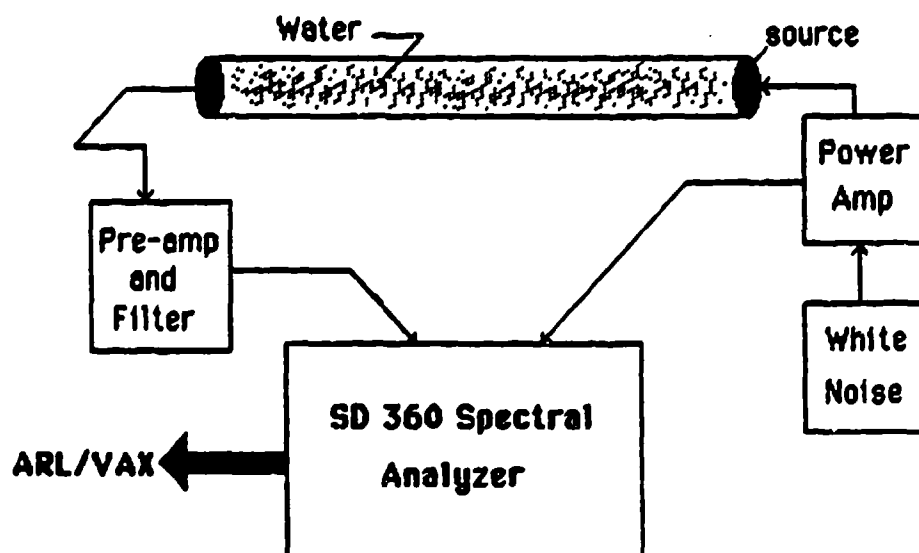 Water
source
Power
Amp
Pre-amp
and
Filter
White
Noise
SD 360 Spectral
Analyzer
ARL/VAX